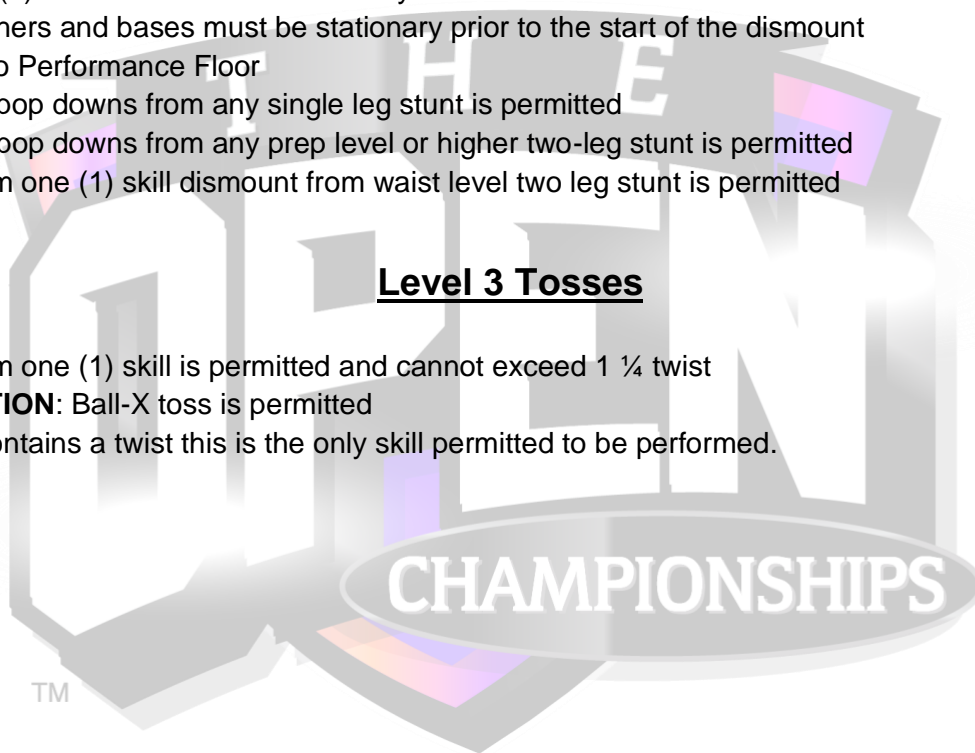 ners and bases must be stationary prior to the start of the dismount
Performance Floor
downs from any single leg stunt is permitted
downs from any prep level or higher two-leg stunt is permitted
one (1) skill dismount from waist level two leg stunt is permitted
Level 3 Tosses
one (1) skill is permitted and cannot exceed 1 ¼ twist
TION: Ball-X toss is permitted
ntains a twist this is the only skill permitted to be performed.
THE
OPEN
CHAMPIONSHIPS
TM